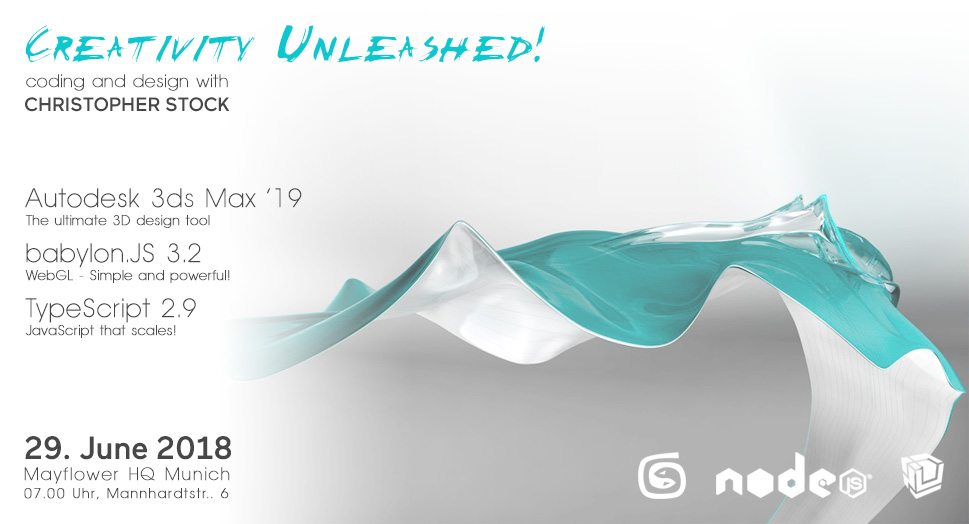 Creativity Unleashed!
coding and design with
CHRISTOPHER STOCK
Autodesk 3ds Max '19
The ultimate 3D design tool
babylon.JS 3.2
WebGL - Simple and powerful!
TypeScript 2.9
JavaScript that scales!
29. June 2018
Mayflower HQ Munich
07.00 Uhr, Mannhardtstr.. 6
node JS®